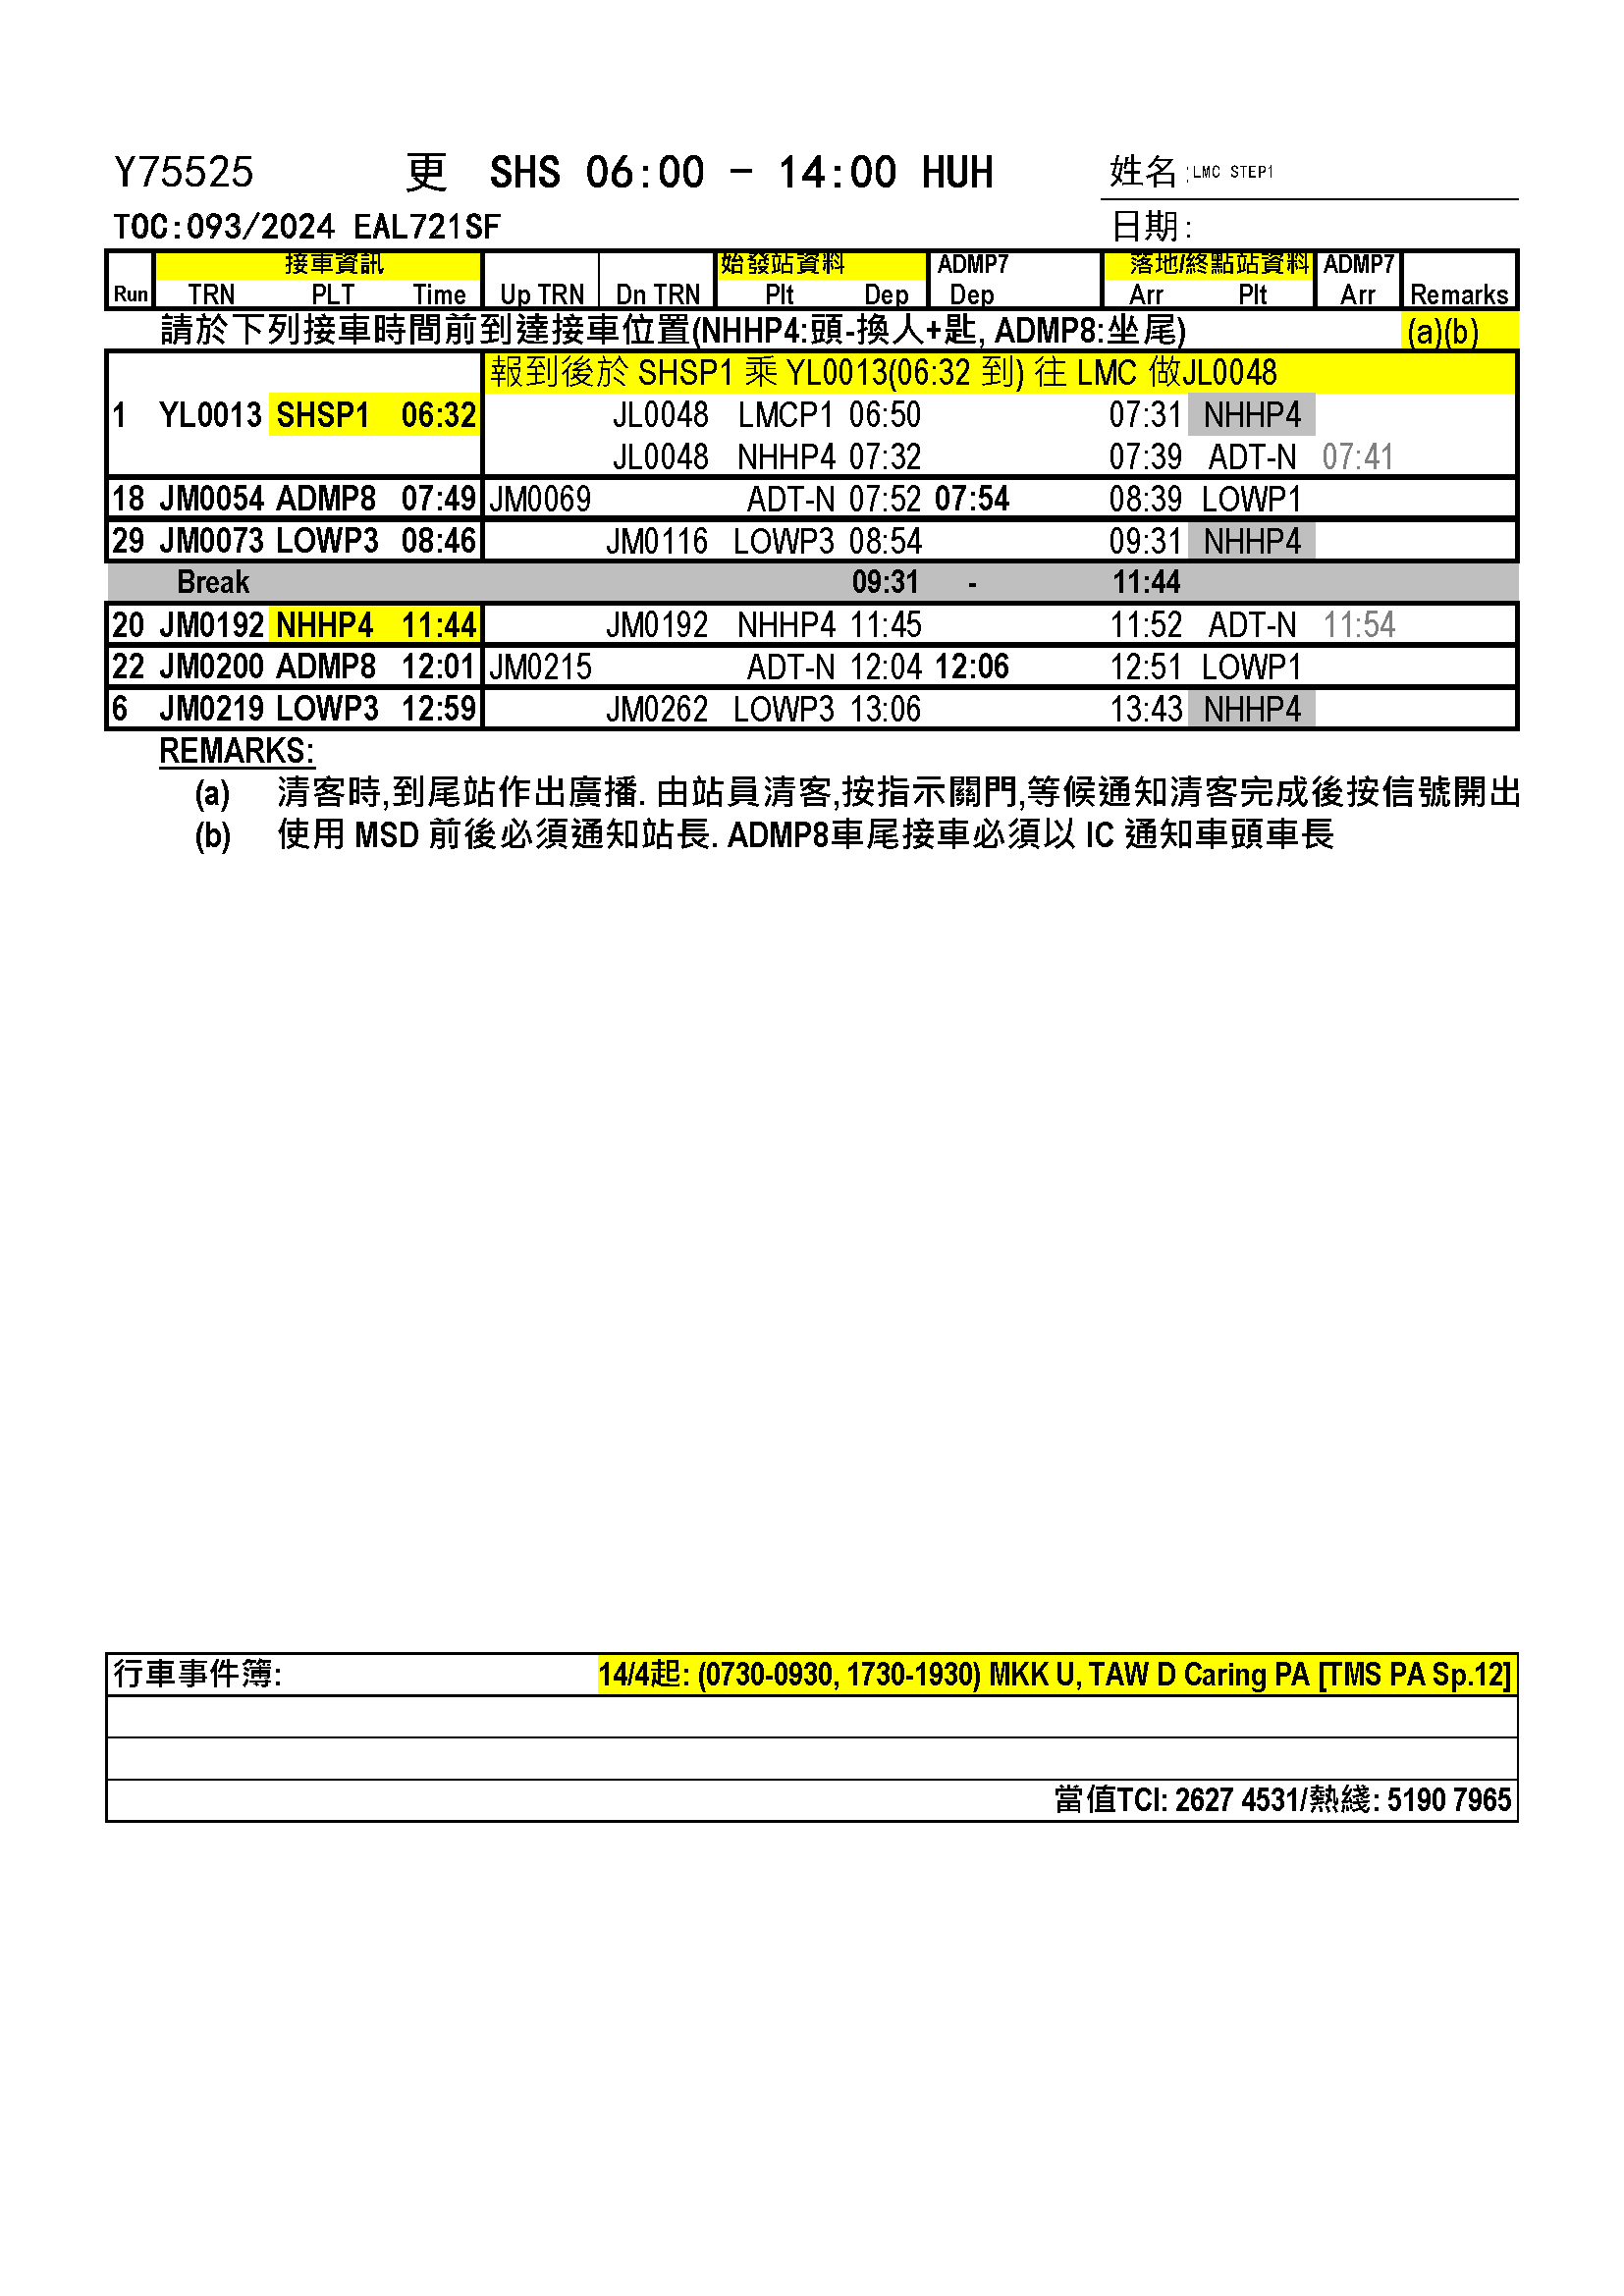 Y75525 更 SHS 06:00 - 14:00 HUH 姓名:LMC STEP1
TOC:093/2024 EAL721SF 日期:
接車資訊 始發站資料 ADMP7 落地/終點站資料 ADMP7
Run TRN PLT Time Up TRN Dn TRN Plt Dep Dep Arr Plt Arr Remarks
請於下列接車時間前到達接車位置(NHHP4:頭-換人+匙, ADMP8:坐尾) (a)(b)
報到後於 SHSP1 乘 YL0013(06:32 到) 往 LMC 做JL0048
1 YL0013 SHSP1 06:32 JL0048 LMCP1 06:50 07:31 NHHP4
JL0048 NHHP4 07:32 07:39 ADT-N 07:41
18 JM0054 ADMP8 07:49 JM0069 ADT-N 07:52 07:54 08:39 LOWP1
29 JM0073 LOWP3 08:46 JM0116 LOWP3 08:54 09:31 NHHP4
Break 09:31 - 11:44
20 JM0192 NHHP4 11:44 JM0192 NHHP4 11:45 11:52 ADT-N 11:54
22 JM0200 ADMP8 12:01 JM0215 ADT-N 12:04 12:06 12:51 LOWP1
6 JM0219 LOWP3 12:59 JM0262 LOWP3 13:06 13:43 NHHP4
REMARKS:
(a) 清客時,到尾站作出廣播. 由站員清客,按指示關門,等候通知清客完成後按信號開出
(b) 使用 MSD 前後必須通知站長. ADMP8車尾接車必須以 IC 通知車頭車長
行車事件簿: 14/4起: (0730-0930, 1730-1930) MKK U, TAW D Caring PA [TMS PA Sp.12]
當值TCI: 2627 4531/熱綫: 5190 7965